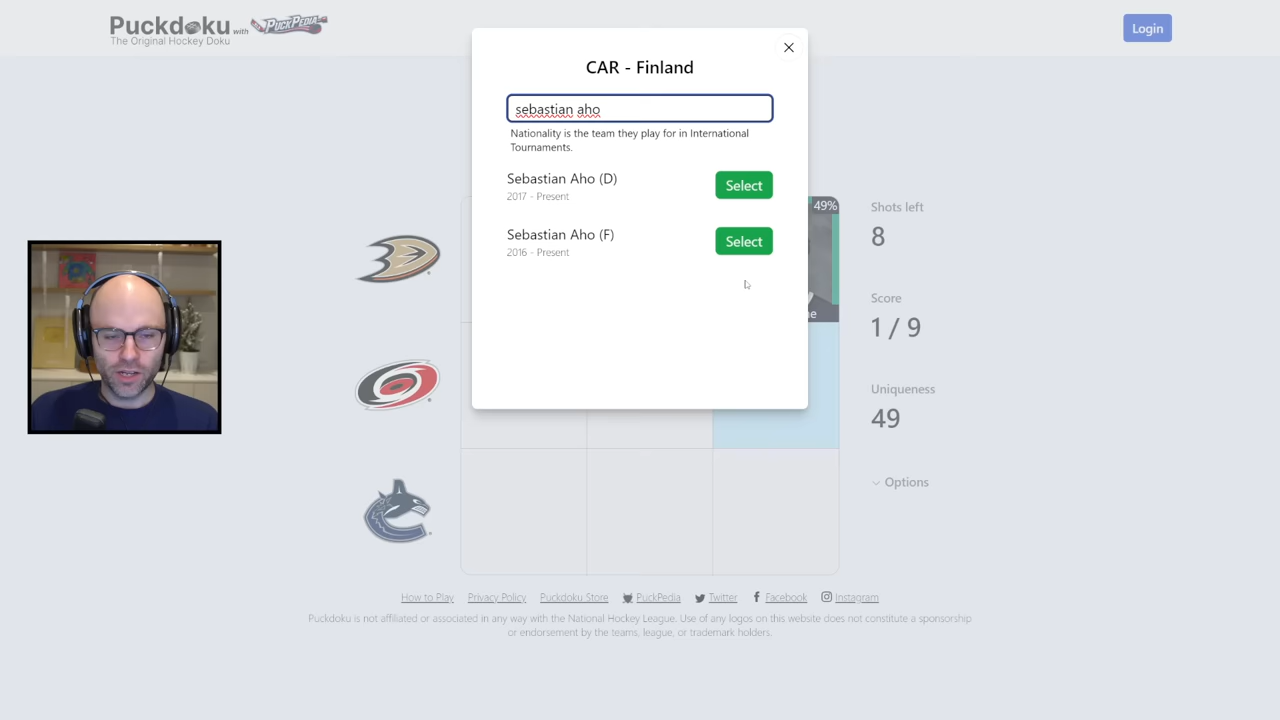 Puckdoku with PUCKPEDIA
The Original Hockey Doku
Login
CAR - Finland
sebastian aho
Nationality is the team they play for in International
Tournaments.
Sebastian Aho (D)
2017 - Present
Select
Sebastian Aho (F)
2016 - Present
Select
49%
ne
Shots left
8
Score
1 / 9
Uniqueness
49
Options
How to Play Privacy Policy Puckdoku Store PuckPedia Twitter Facebook Instagram
Puckdoku is not affiliated or associated in any way with the National Hockey League. Use of any logos on this website does not constitute a sponsorship
or endorsement by the teams, league, or trademark holders.